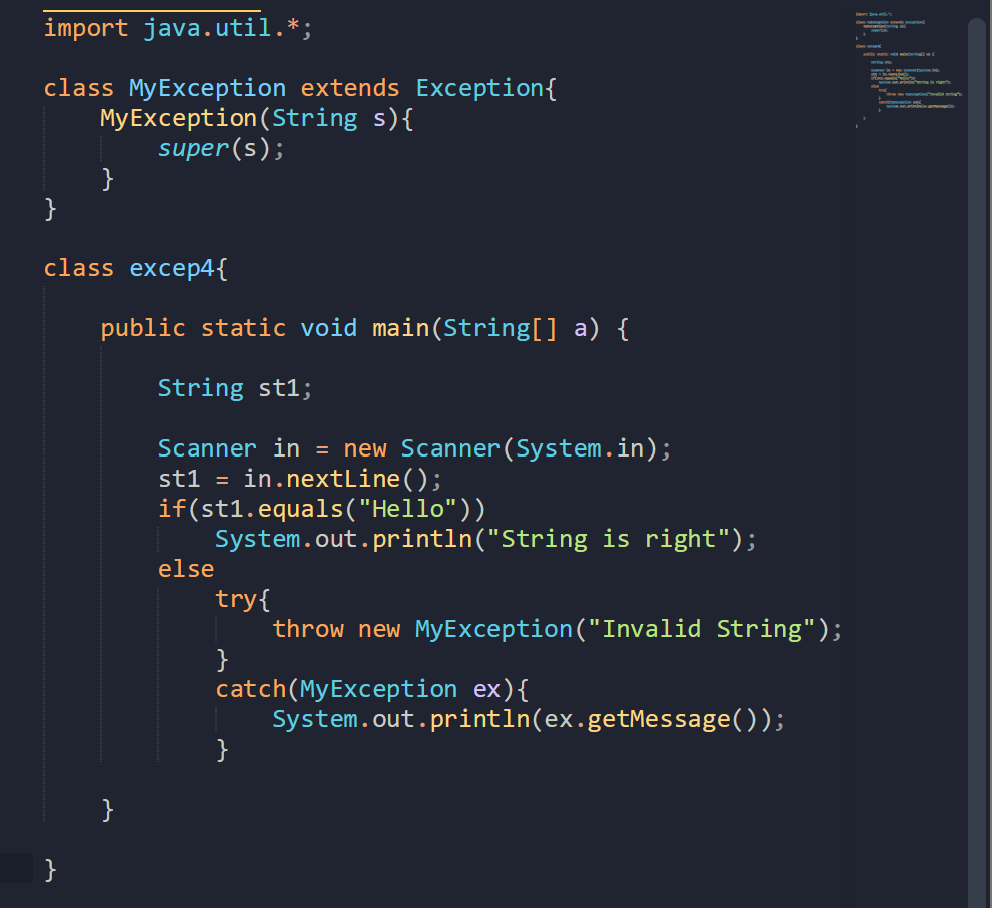 import java.util.*;
class MyException extends Exception{
MyException(String s){
super(s);
}
}
class excep4{
public static void main(String[] a) {
String st1;
Scanner in = new Scanner(System.in);
st1 = in.nextLine();
if(st1.equals("Hello"))
System.out.println("String is right");
else
try{
throw new MyException("Invalid String");
}
catch(MyException ex){
System.out.println(ex.getMessage());
}
}
}